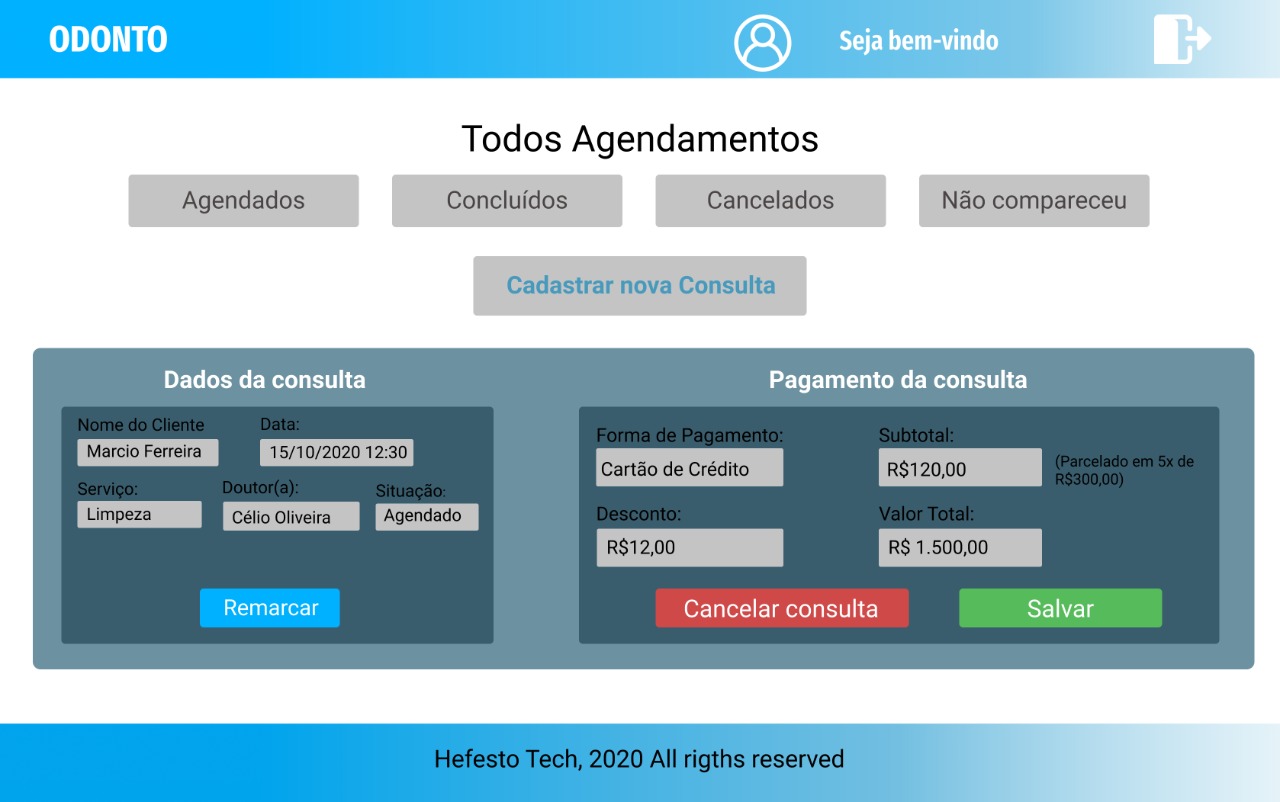 ODONTO
Seja bem-vindo
Todos Agendamentos
Agendados
Concluídos
Cancelados
Não compareceu
Cadastrar nova Consulta
Dados da consulta
Nome do Cliente
Data:
Marcio Ferreira
15/10/2020 12:30
Serviço:
Doutor(a):
Situação:
Limpeza
Célio Oliveira
Agendado
Remarcar
Pagamento da consulta
Forma de Pagamento:
Subtotal:
Cartão de Crédito
R$120,00
(Parcelado em 5x de
R$300,00)
Desconto:
Valor Total:
R$12,00
R$ 1.500,00
Cancelar consulta
Salvar
Hefesto Tech, 2020 All rigths reserved